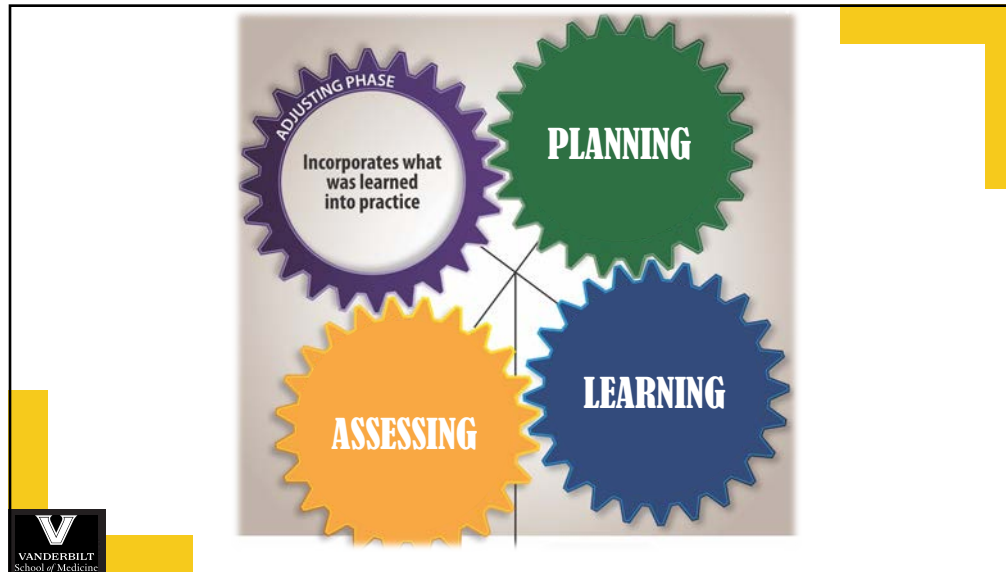 ADJUSTING PHASE
Incorporates what
was learned
into practice
PLANNING
LEARNING
ASSESSING
V
VANDERBILT
School of Medicine